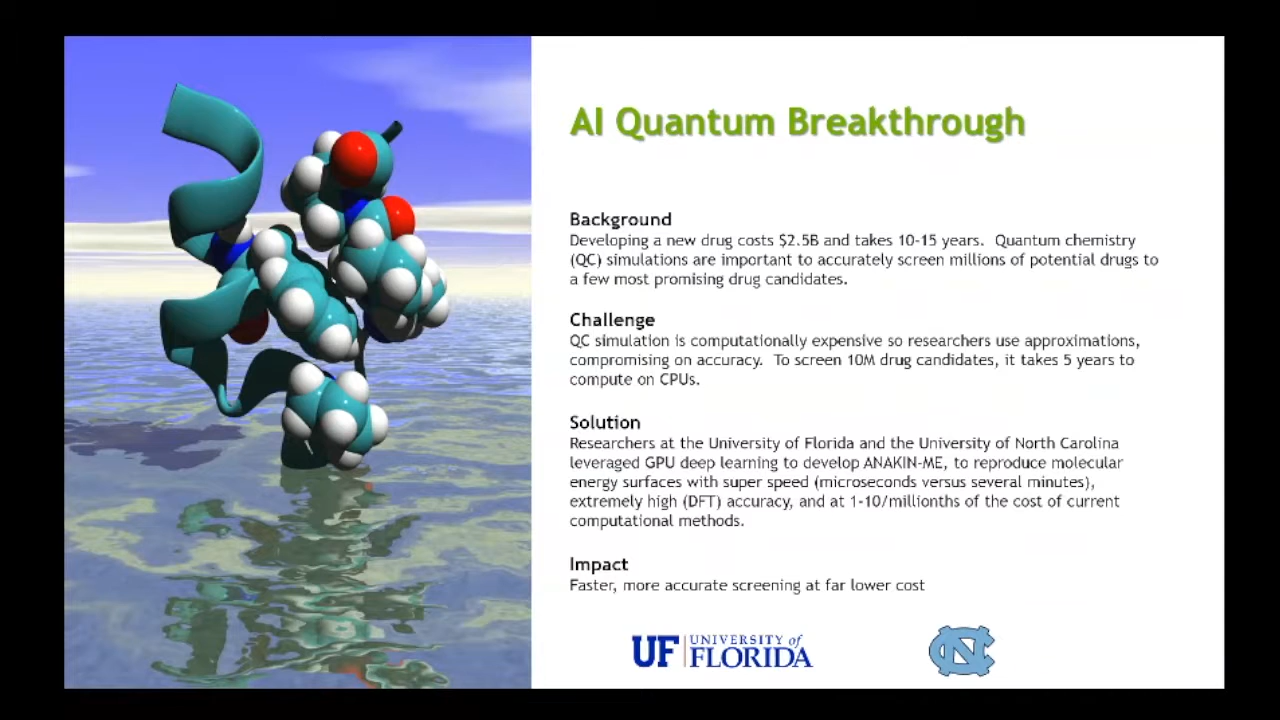 AI Quantum Breakthrough
Background
Developing a new drug costs $2.5B and takes 10-15 years. Quantum chemistry
(QC) simulations are important to accurately screen millions of potential drugs to
a few most promising drug candidates.
Challenge
QC simulation is computationally expensive so researchers use approximations,
compromising on accuracy. To screen 10M drug candidates, it takes 5 years to
compute on CPUs.
Solution
Researchers at the University of Florida and the University of North Carolina
leveraged GPU deep learning to develop ANAKIN-ME, to reproduce molecular
energy surfaces with super speed (microseconds versus several minutes),
extremely high (DFT) accuracy, and at 1-10/millionths of the cost of current
computational methods.
Impact
Faster, more accurate screening at far lower cost
UF UNIVERSITY of
FLORIDA
NC